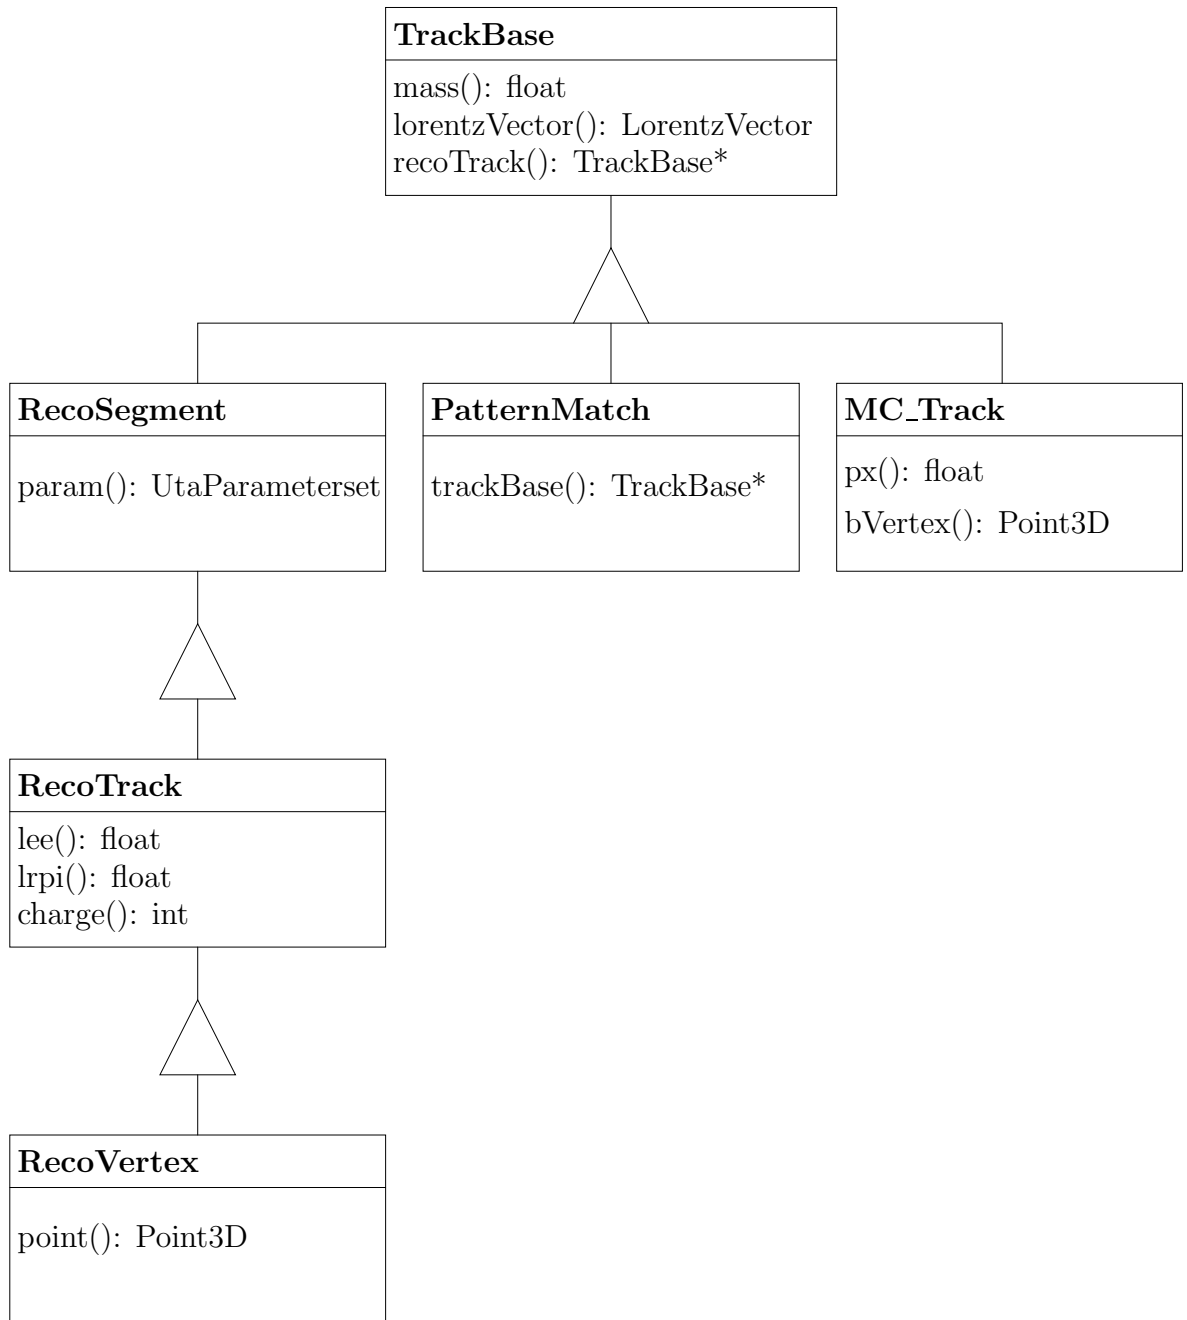 TrackBase
mass(): float
lorentzVector(): LorentzVector
recoTrack(): TrackBase*
RecoSegment
param(): UtaParameterset
PatternMatch
trackBase(): TrackBase*
MC_Track
px(): float
bVertex(): Point3D
RecoTrack
lee(): float
lrpi(): float
charge(): int
RecoVertex
point(): Point3D